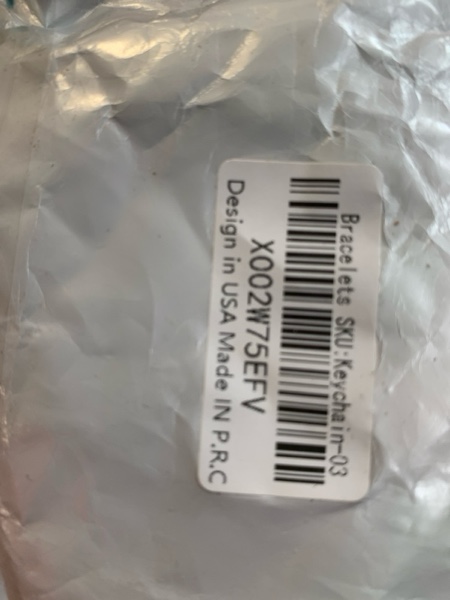 Bracelets SKU:Keychain-03
X002W75EFV
Design in USA Made IN P.R.C